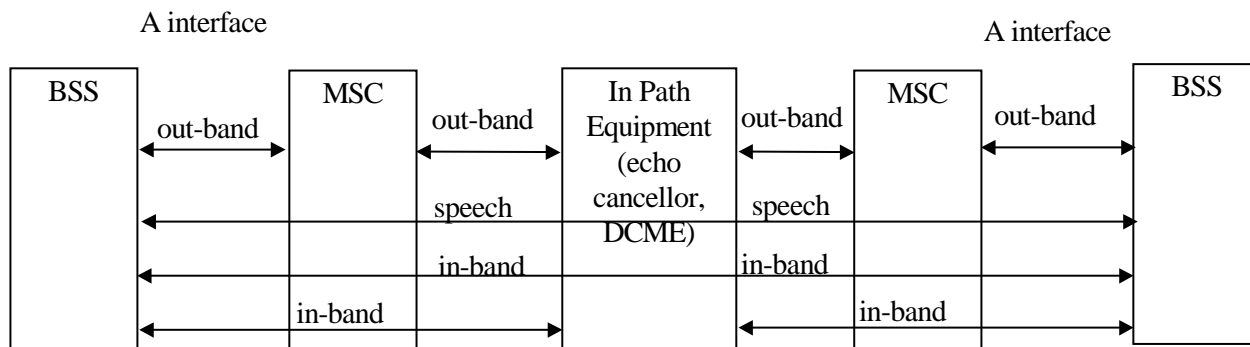 A interface
A interface
BSS
MSC
In Path
Equipment
(echo
cancellor,
DCME)
MSC
BSS
out-band
out-band
out-band
out-band
speech
speech
in-band
in-band
in-band
in-band